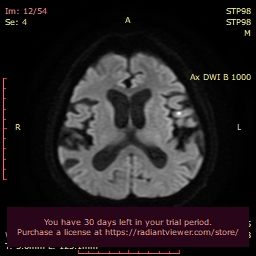 Im: 12/54
Se: 4
A
STP98
STP98
M
Ax DWI B 1000
R
L
You have 30 days left in your trial period.
Purchase a license at https://radiantviewer.com/store/